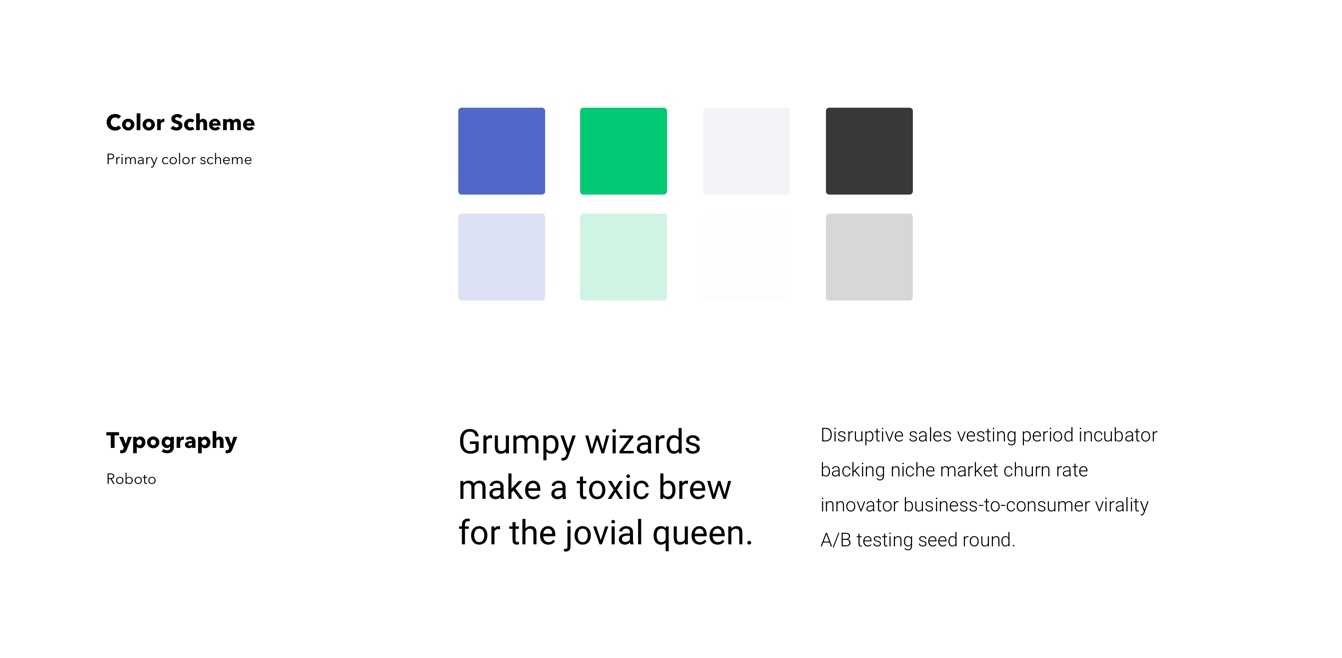 Color Scheme
Primary color scheme
Typography
Roboto
Grumpy wizards
make a toxic brew
for the jovial queen.
Disruptive sales vesting period incubator
backing niche market churn rate
innovator business-to-consumer virality
A/B testing seed round.